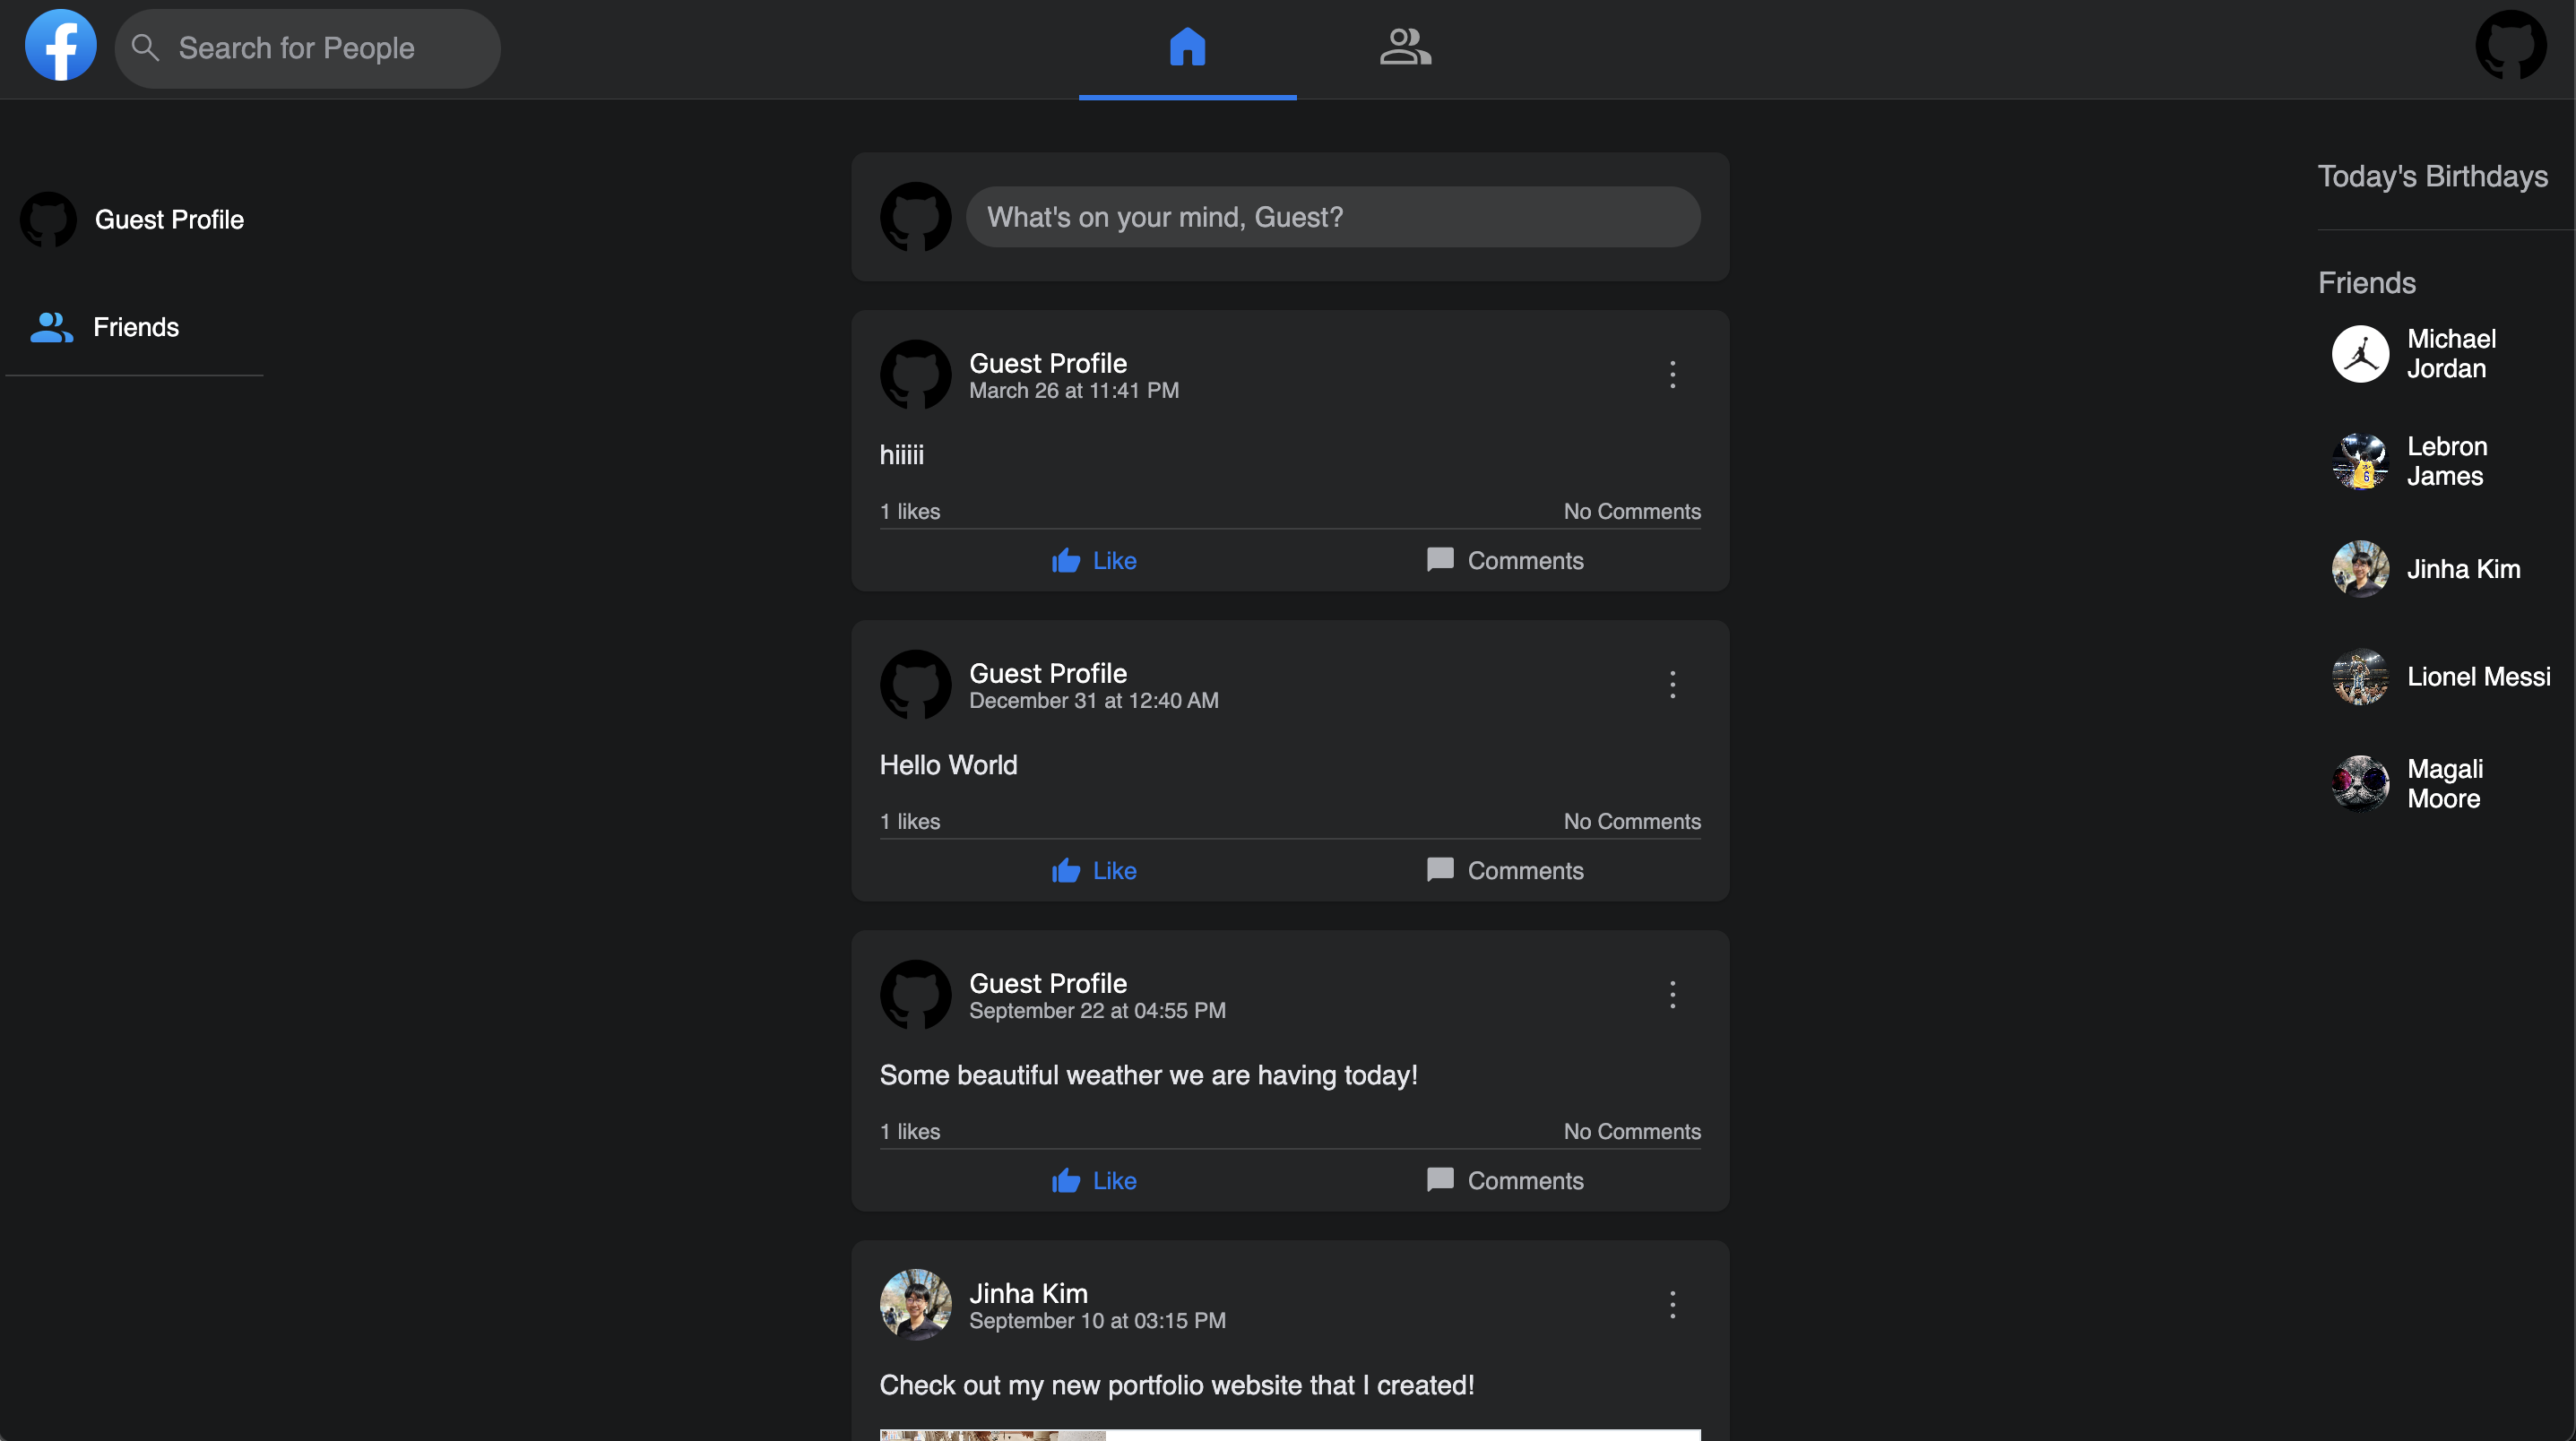 Search for People
Guest Profile
Friends
What's on your mind, Guest?
Guest Profile
March 26 at 11:41 PM
hiiiii
1 likes
No Comments
Like
Comments
Guest Profile
December 31 at 12:40 AM
Hello World
1 likes
No Comments
Like
Comments
Guest Profile
September 22 at 04:55 PM
Some beautiful weather we are having today!
1 likes
No Comments
Like
Comments
Jinha Kim
September 10 at 03:15 PM
Check out my new portfolio website that I created!
Today's Birthdays
Friends
Michael
Jordan
Lebron
James
Jinha Kim
Lionel Messi
Magali
Moore